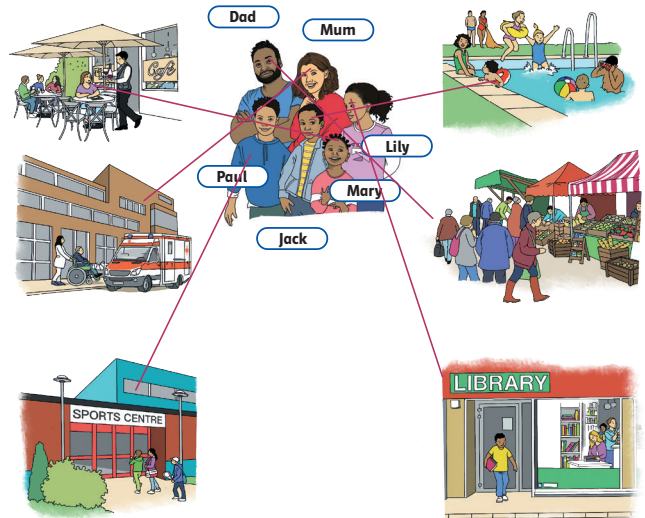 Dad
Mum
Café
Lily
Paul
Mary
Jack
SPORTS CENTRE
LIBRARY